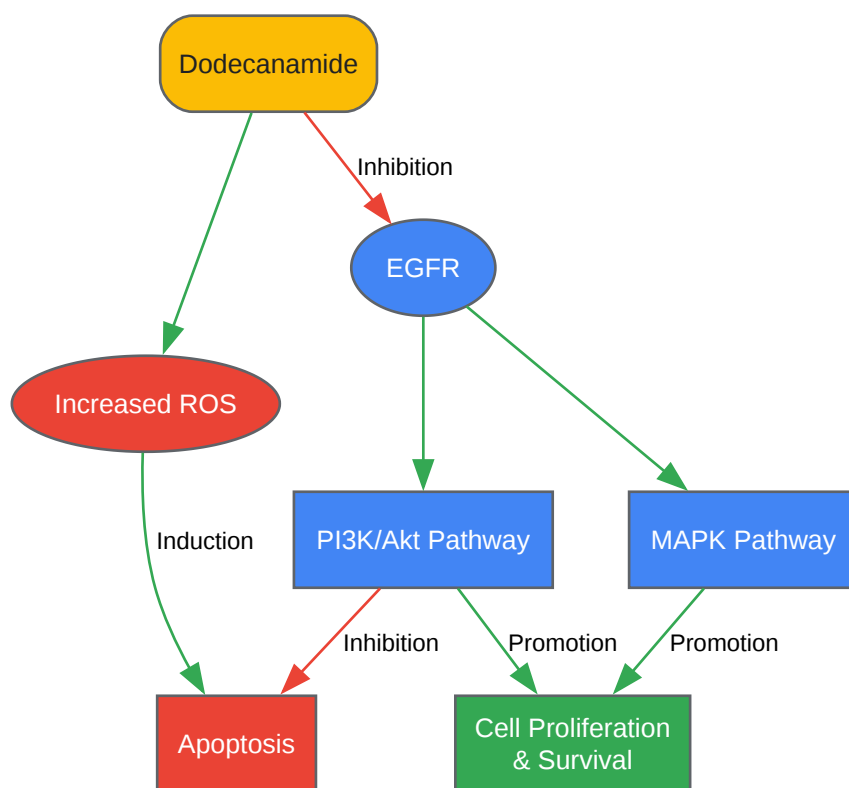 Dodecanamide
Inhibition
EGFR
Increased ROS
Induction
PI3K/Akt Pathway
MAPK Pathway
Inhibition
Promotion
Promotion
Apoptosis
Cell Proliferation
& Survival